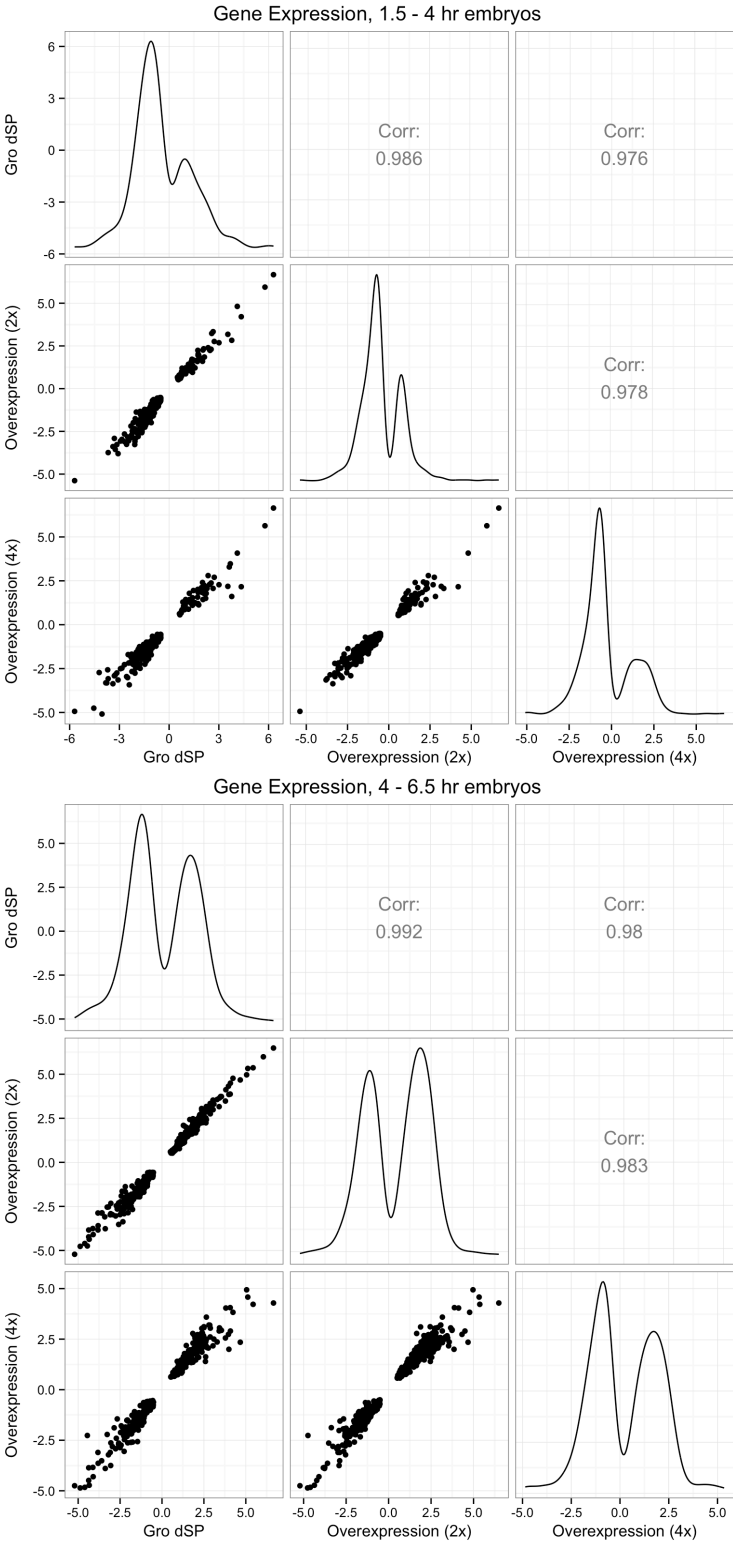 Gene Expression, 1.5 - 4 hr embryos
Gro dSP
6
3
0
-3
-6
Corr:
0.986
Corr:
0.976
Overexpression (2x)
5.0
2.5
0.0
-2.5
-5.0
Corr:
0.978
Overexpression (4x)
5.0
2.5
0.0
-2.5
-5.0
-6 -3 0 3 6
-5.0 -2.5 0.0 2.5 5.0
-5.0 -2.5 0.0 2.5 5.0
Gro dSP
Overexpression (2x)
Overexpression (4x)
Gene Expression, 4 - 6.5 hr embryos
Gro dSP
5.0
2.5
0.0
-2.5
-5.0
Corr:
0.992
Corr:
0.98
Overexpression (2x)
5.0
2.5
0.0
-2.5
-5.0
Corr:
0.983
Overexpression (4x)
5.0
2.5
0.0
-2.5
-5.0
-5.0 -2.5 0.0 2.5 5.0
-5.0 -2.5 0.0 2.5 5.0
-5.0 -2.5 0.0 2.5 5.0
Gro dSP
Overexpression (2x)
Overexpression (4x)